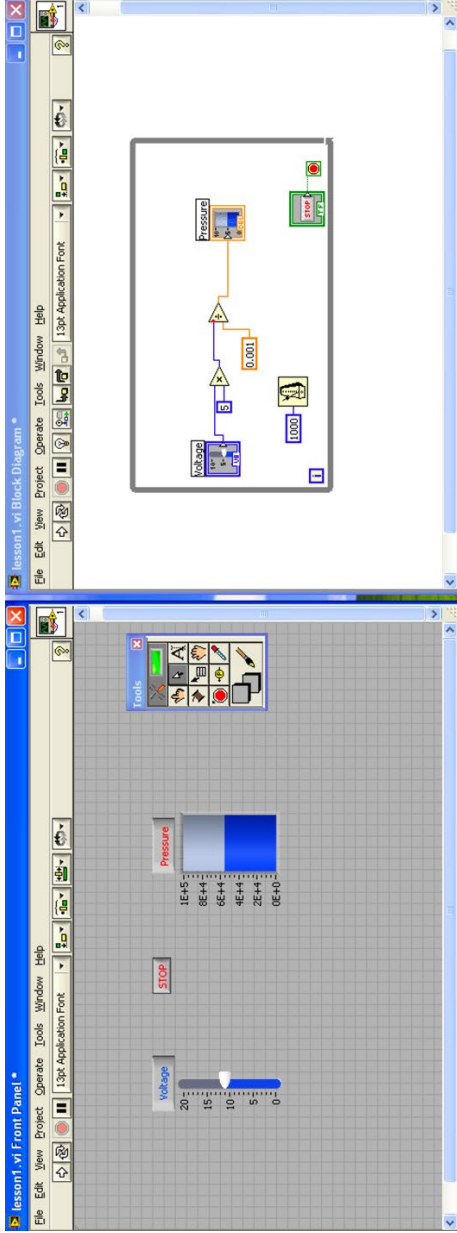 lesson1.vi Front Panel *
File Edit View Project Operate Tools Window Help
13pt Application Font
Voltage
20
15
10
5
0
STOP
Pressure
1E+5
8E+4
6E+4
4E+4
2E+4
0E+0
Tools
lesson1.vi Block Diagram *
File Edit View Project Operate Tools Window Help
13pt Application Font
Voltage
5
Pressure
0.001
1000
i
STOP
TF